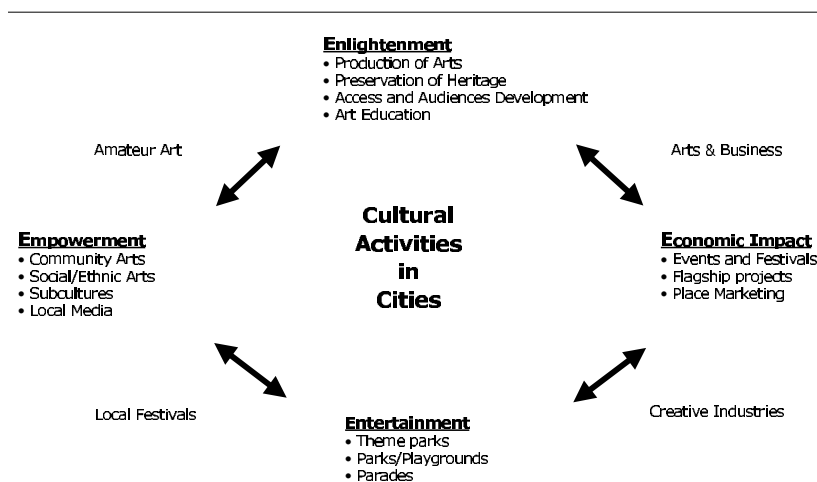 Enlightenment
• Production of Arts
• Preservation of Heritage
• Access and Audiences Development
• Art Education
Amateur Art
Arts & Business
Cultural
Activities
in
Cities
Empowerment
• Community Arts
• Social/Ethnic Arts
• Subcultures
• Local Media
Economic Impact
• Events and Festivals
• Flagship projects
• Place Marketing
Local Festivals
Creative Industries
Entertainment
• Theme parks
• Parks/Playgrounds
• Parades